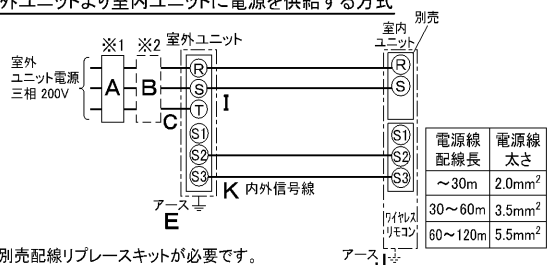 外ユニットより室内ユニットに電源を供給する方式
※1
※2
室外ユニット
室内
ユニット
別売
室外
ユニット電源
三相 200V
A
B
C
R
S
T
S1
S2
S3
I
R
S
S1
S2
S3
K 内外信号線
アース
E
ワイヤレス
リモコン
アース
電源線
配線長
電源線
太さ
～30m 2.0mm²
30～60m 3.5mm²
60～120m 5.5mm²
別売配線リプレースキットが必要です。